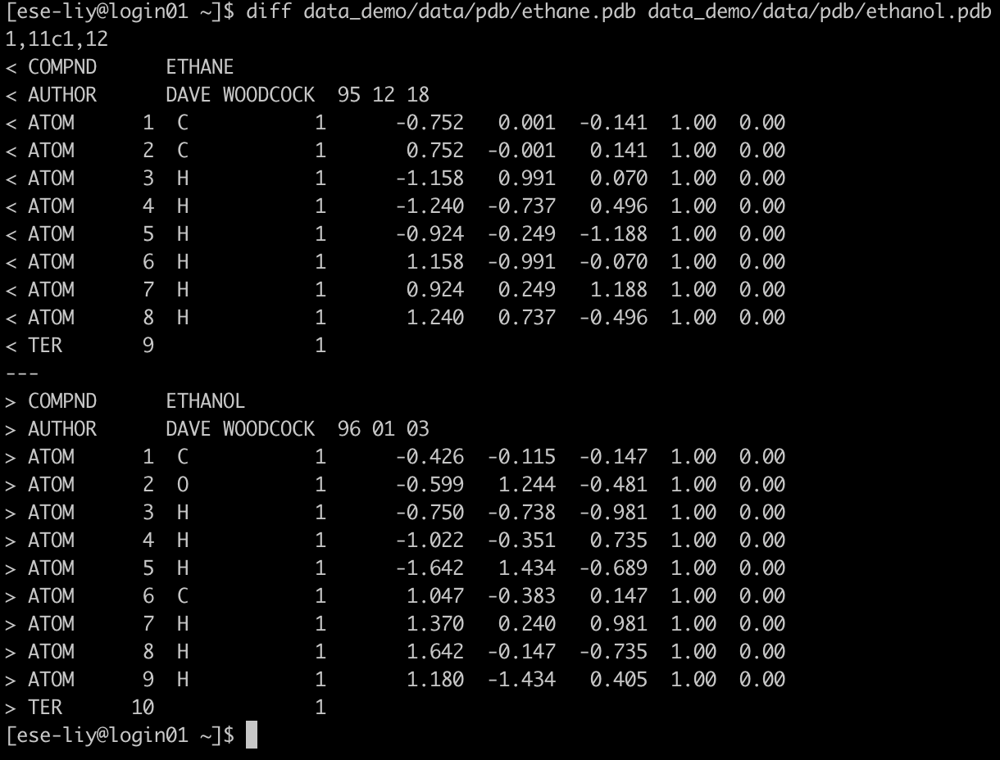 [ese-liy@login01 ~]$ diff data_demo/data/pdb/ethane.pdb data_demo/data/pdb/ethanol.pdb
1,11c1,12
< COMPND      ETHANE
< AUTHOR      DAVE WOODCOCK  95 12 18
< ATOM      1  C           1      -0.752   0.001  -0.141  1.00  0.00
< ATOM      2  C           1       0.752  -0.001   0.141  1.00  0.00
< ATOM      3  H           1      -1.158   0.991   0.070  1.00  0.00
< ATOM      4  H           1      -1.240  -0.737   0.496  1.00  0.00
< ATOM      5  H           1      -0.924  -0.249  -1.188  1.00  0.00
< ATOM      6  H           1       1.158  -0.991  -0.070  1.00  0.00
< ATOM      7  H           1       0.924   0.249   1.188  1.00  0.00
< ATOM      8  H           1       1.240   0.737  -0.496  1.00  0.00
< TER       9              1
---
> COMPND      ETHANOL
> AUTHOR      DAVE WOODCOCK  96 01 03
> ATOM      1  C           1      -0.426  -0.115  -0.147  1.00  0.00
> ATOM      2  O           1      -0.599   1.244  -0.481  1.00  0.00
> ATOM      3  H           1      -0.750  -0.738  -0.981  1.00  0.00
> ATOM      4  H           1      -1.022  -0.351   0.735  1.00  0.00
> ATOM      5  H           1      -1.642   1.434  -0.689  1.00  0.00
> ATOM      6  C           1       1.047  -0.383   0.147  1.00  0.00
> ATOM      7  H           1       1.370   0.240   0.981  1.00  0.00
> ATOM      8  H           1       1.642  -0.147  -0.735  1.00  0.00
> ATOM      9  H           1       1.180  -1.434   0.405  1.00  0.00
> TER      10              1
[ese-liy@login01 ~]$